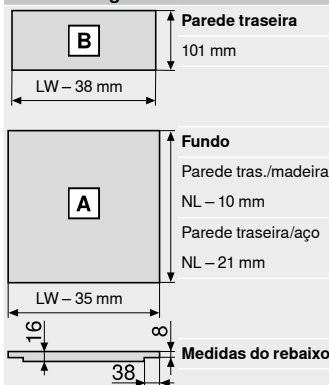 Parede traseira
B
101 mm
LW – 38 mm
Fundo
Parede tras./madeira
A
NL – 10 mm
Parede traseira/aço
NL – 21 mm
LW – 35 mm
16
8
Medidas do rebaixo
38